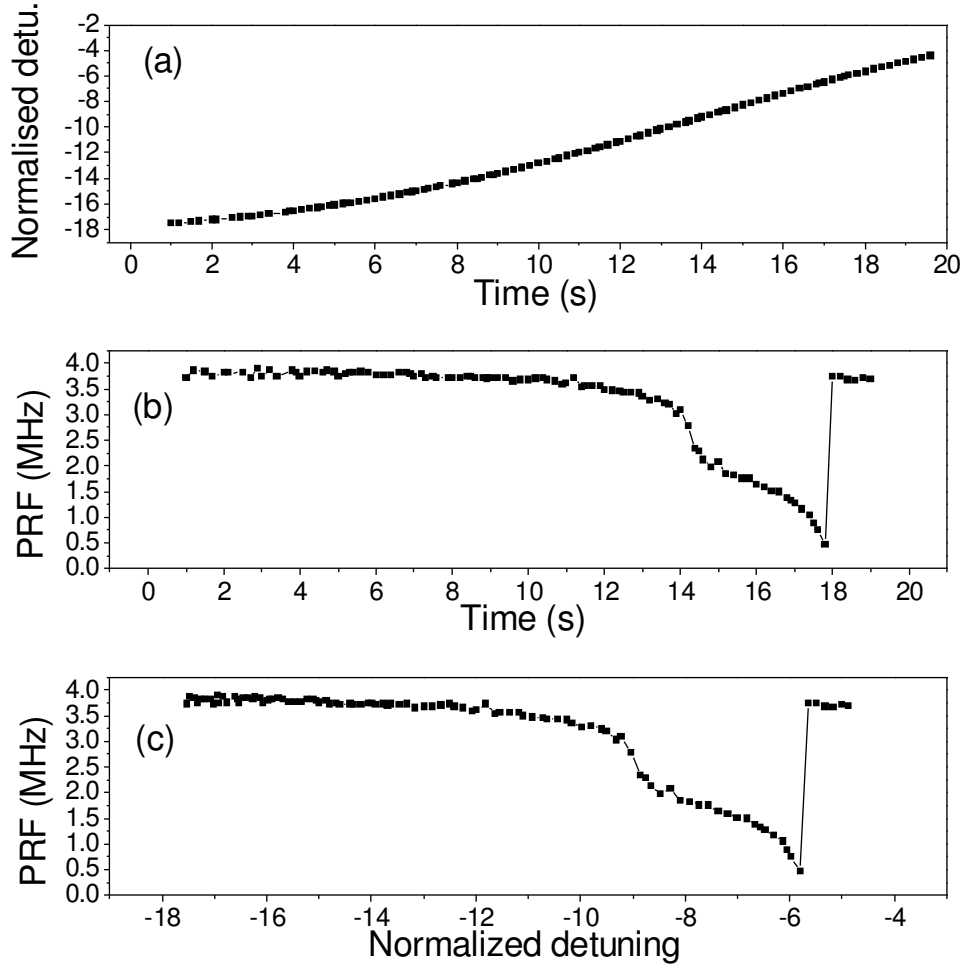 Normalised detu.
-2
-4
-6
-8
-10
-12
-14
-16
-18
(a)
0 2 4 6 8 10 12 14 16 18 20
Time (s)
PRF (MHz)
4.0
3.5
3.0
2.5
2.0
1.5
1.0
0.5
0.0
(b)
0 2 4 6 8 10 12 14 16 18 20
Time (s)
PRF (MHz)
4.0
3.5
3.0
2.5
2.0
1.5
1.0
0.5
0.0
(c)
-18 -16 -14 -12 -10 -8 -6 -4
Normalized detuning